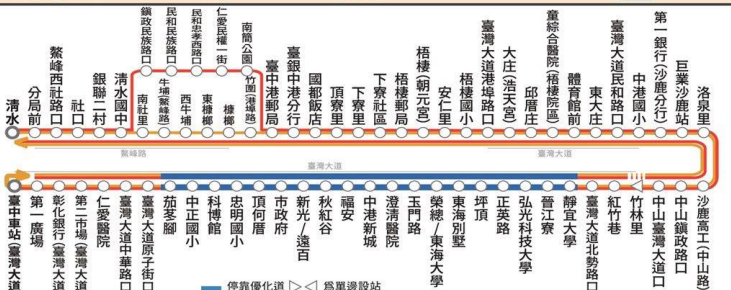 鎮政民族路口
民和民族路口
民和忠孝西路口
仁愛民權一街
南簡公園
清水
分局前
鰲峰西社路口
社口
銀聯二村
清水國中
南社里
牛埔(鰲峰路)
西牛埔
東槺榔
槺榔
竹圍(港埠路)
臺中港郵局
臺銀中港分行
國都飯店
頂寮里
下寮里
下寮社區
梧棲郵局
梧棲(朝元宮)
安仁里
梧棲國小
臺灣大道港埠路口
大庄(浩天宮)
邱厝庄
童綜合醫院(梧棲院區)
體育館前
東大庄
臺灣大道民和路口
中港國小
第一銀行(沙鹿分行)
巨業沙鹿站
洛泉里
鰲峰路
臺灣大道
臺灣大道
臺中車站(臺灣大道
第一廣場
彰化銀行(臺灣大道
第二市場(臺灣大道
仁愛醫院
臺灣大道中華路口
臺灣大道原子街口
茄苳腳
中正國小
科博館
忠明國小
頂何厝
市政府
新光/遠百
秋紅谷
福安
中港新城
澄清醫院
玉門路
榮總/東海大學
東海別墅
坪頂
正英路
弘光科技大學
晉江寮
靜宜大學
臺灣大道北勢路口
紅竹巷
竹林里
中山臺灣大道口
中山鎮政路口
沙鹿高工(中山路)
停靠優化道
為單邊設站